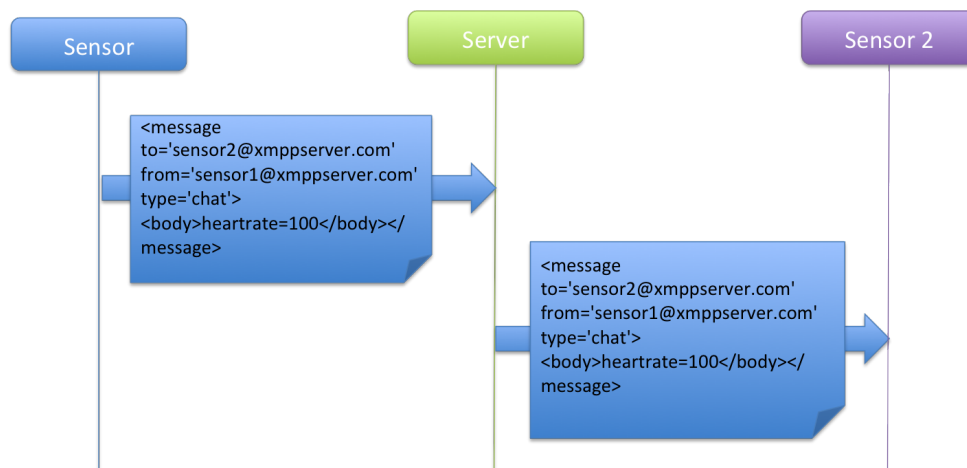 Sensor
Server
Sensor 2
<message
to='sensor2@xmppserver.com'
from='sensor1@xmppserver.com'
type='chat'>
<body>heartrate=100</body></
message>
<message
to='sensor2@xmppserver.com'
from='sensor1@xmppserver.com'
type='chat'>
<body>heartrate=100</body></
message>